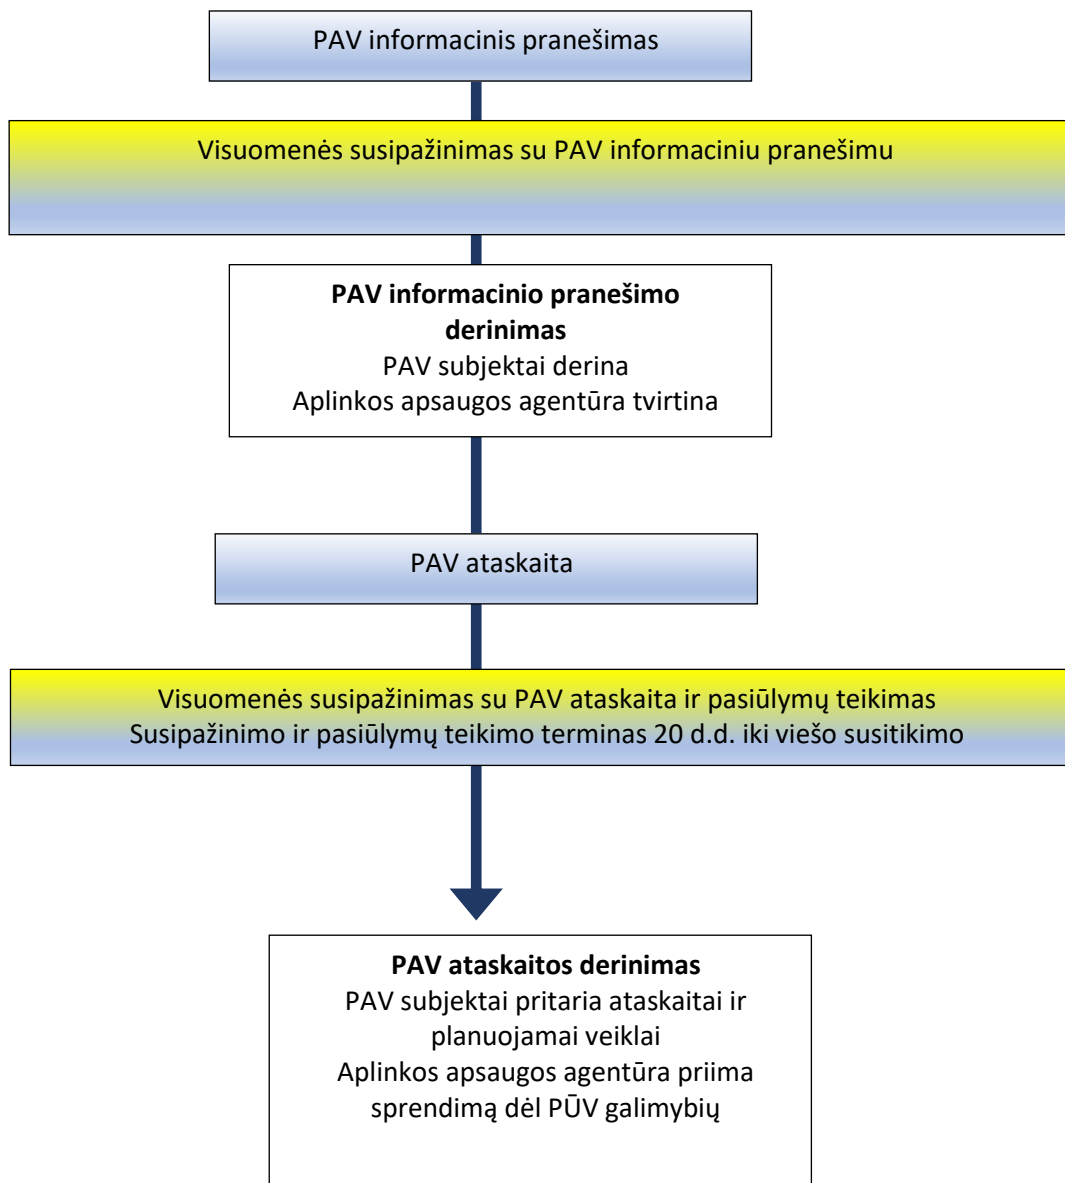 PAV informacinis pranešimas
Visuomenės susipažinimas su PAV informaciniu pranešimu
PAV informacinio pranešimo
derinimas
PAV subjektai derina
Aplinkos apsaugos agentūra tvirtina
PAV ataskaita
Visuomenės susipažinimas su PAV ataskaita ir pasiūlymų teikimas
Susipažinimo ir pasiūlymų teikimo terminas 20 d.d. iki viešo susitikimo
PAV ataskaitos derinimas
PAV subjektai pritaria ataskaitai ir
planuojamai veiklai
Aplinkos apsaugos agentūra priima
sprendimą dėl PŪV galimybių